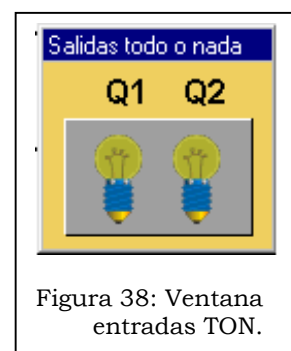 Salidas todo o nada
Q1 Q2
Figura 38: Ventana
entradas TON.